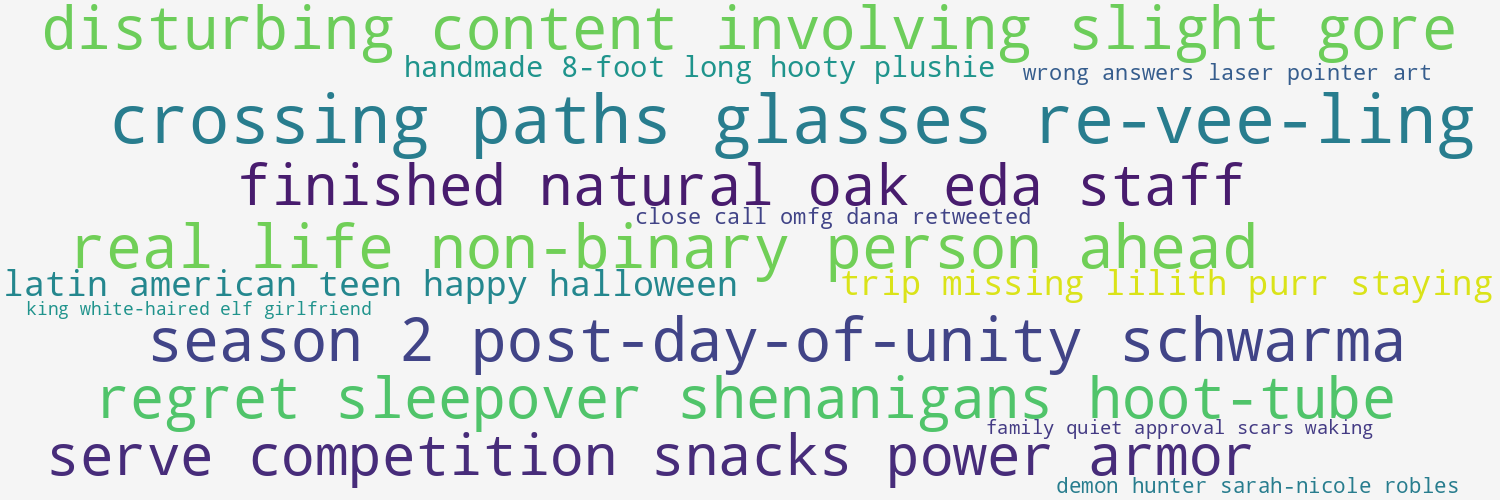 disturbing content involving slight gore
handmade 8-foot long hooty plushie
wrong answers laser pointer art
crossing paths glasses re-vee-ling
finished natural oak eda staff
close call omfg dana retweeted
real life non-binary person ahead
latin american teen happy halloween
trip missing lilith purr staying
king white-haired elf girlfriend
season 2 post-day-of-unity schwarma
regret sleepover shenanigans hoot-tube
family quiet approval scars waking
serve competition snacks power armor
demon hunter sarah-nicole robles